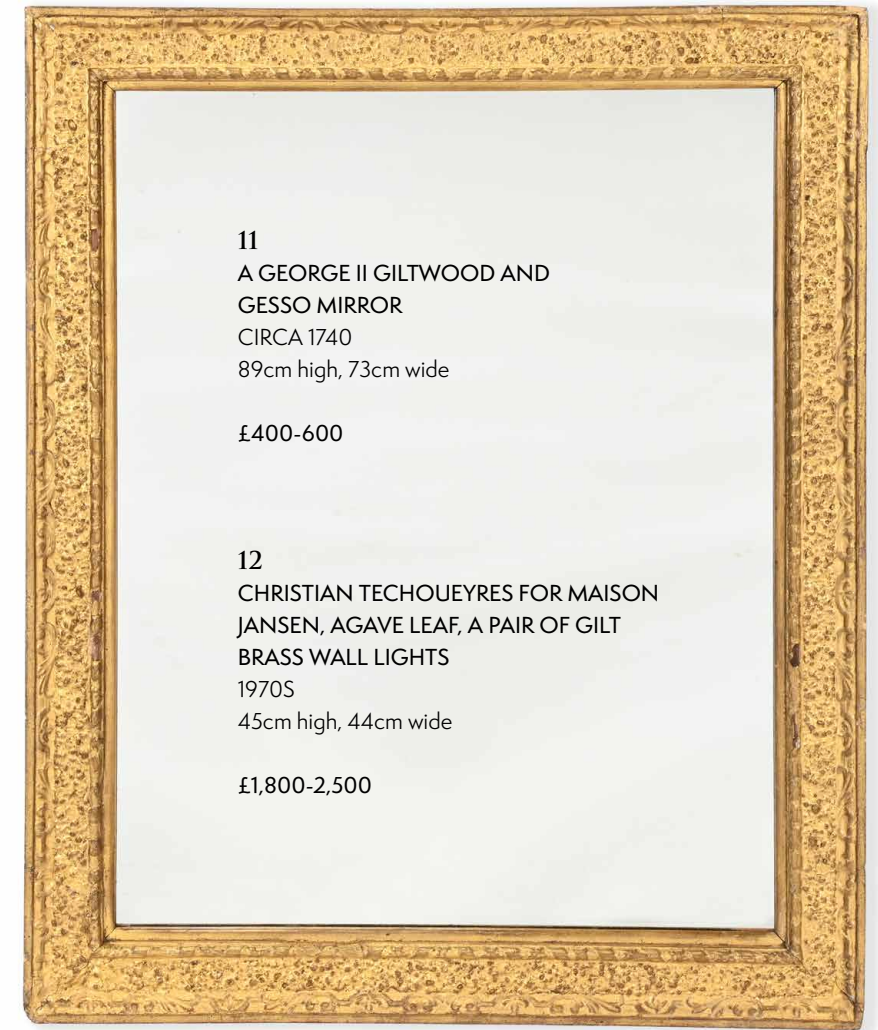 11
A GEORGE II GILTWOOD AND
GESSO MIRROR
CIRCA 1740
89cm high, 73cm wide
£400-600
12
CHRISTIAN TECHOUEYRES FOR MAISON
JANSEN, AGAVE LEAF, A PAIR OF GILT
BRASS WALL LIGHTS
1970S
45cm high, 44cm wide
£1,800-2,500